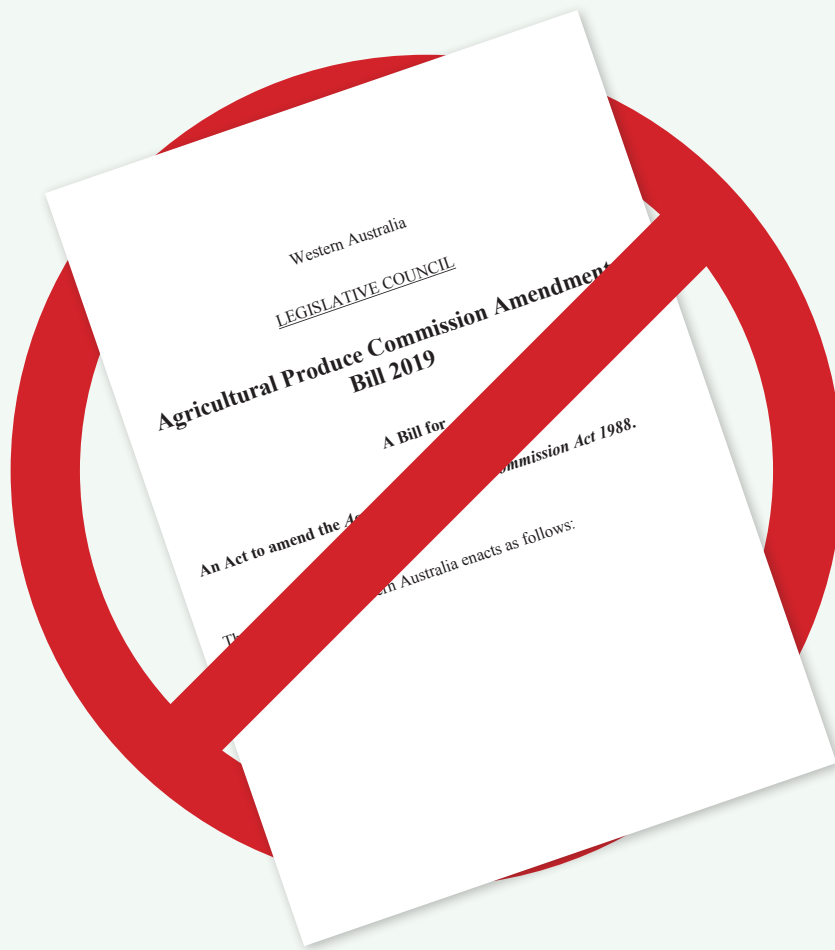 Western Australia
LEGISLATIVE COUNCIL
Agricultural Produce Commission Amendment
Bill 2019
A Bill for
An Act to amend the Commission Act 1988.
Australia enacts as follows: